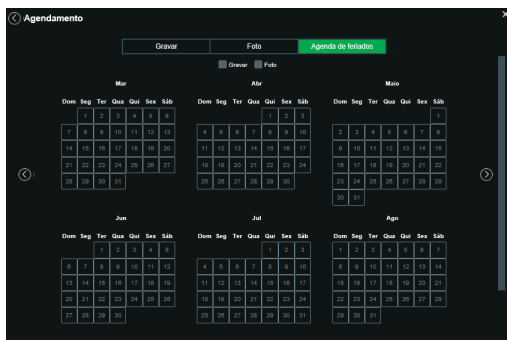 Agendamento
Gravar Foto Agenda de feriados
Gravar Foto
Mar
Dom Seg Ter Qua Qui Sex Sáb
1 2 3 4 5 6
7 8 9 10 11 12 13
14 15 16 17 18 19 20
21 22 23 24 25 26 27
28 29 30 31
Abr
Dom Seg Ter Qua Qui Sex Sáb
1 2 3
4 5 6 7 8 9 10
11 12 13 14 15 16 17
18 19 20 21 22 23 24
25 26 27 28 29 30
Maio
Dom Seg Ter Qua Qui Sex Sáb
1
2 3 4 5 6 7 8
9 10 11 12 13 14 15
16 17 18 19 20 21 22
23 24 25 26 27 28 29
30 31
Jun
Dom Seg Ter Qua Qui Sex Sáb
1 2 3 4 5
6 7 8 9 10 11 12
13 14 15 16 17 18 19
20 21 22 23 24 25 26
27 28 29 30
Jul
Dom Seg Ter Qua Qui Sex Sáb
1 2 3
4 5 6 7 8 9 10
11 12 13 14 15 16 17
18 19 20 21 22 23 24
25 26 27 28 29 30 31
Ago
Dom Seg Ter Qua Qui Sex Sáb
1 2 3 4 5 6 7
8 9 10 11 12 13 14
15 16 17 18 19 20 21
22 23 24 25 26 27 28
29 30 31